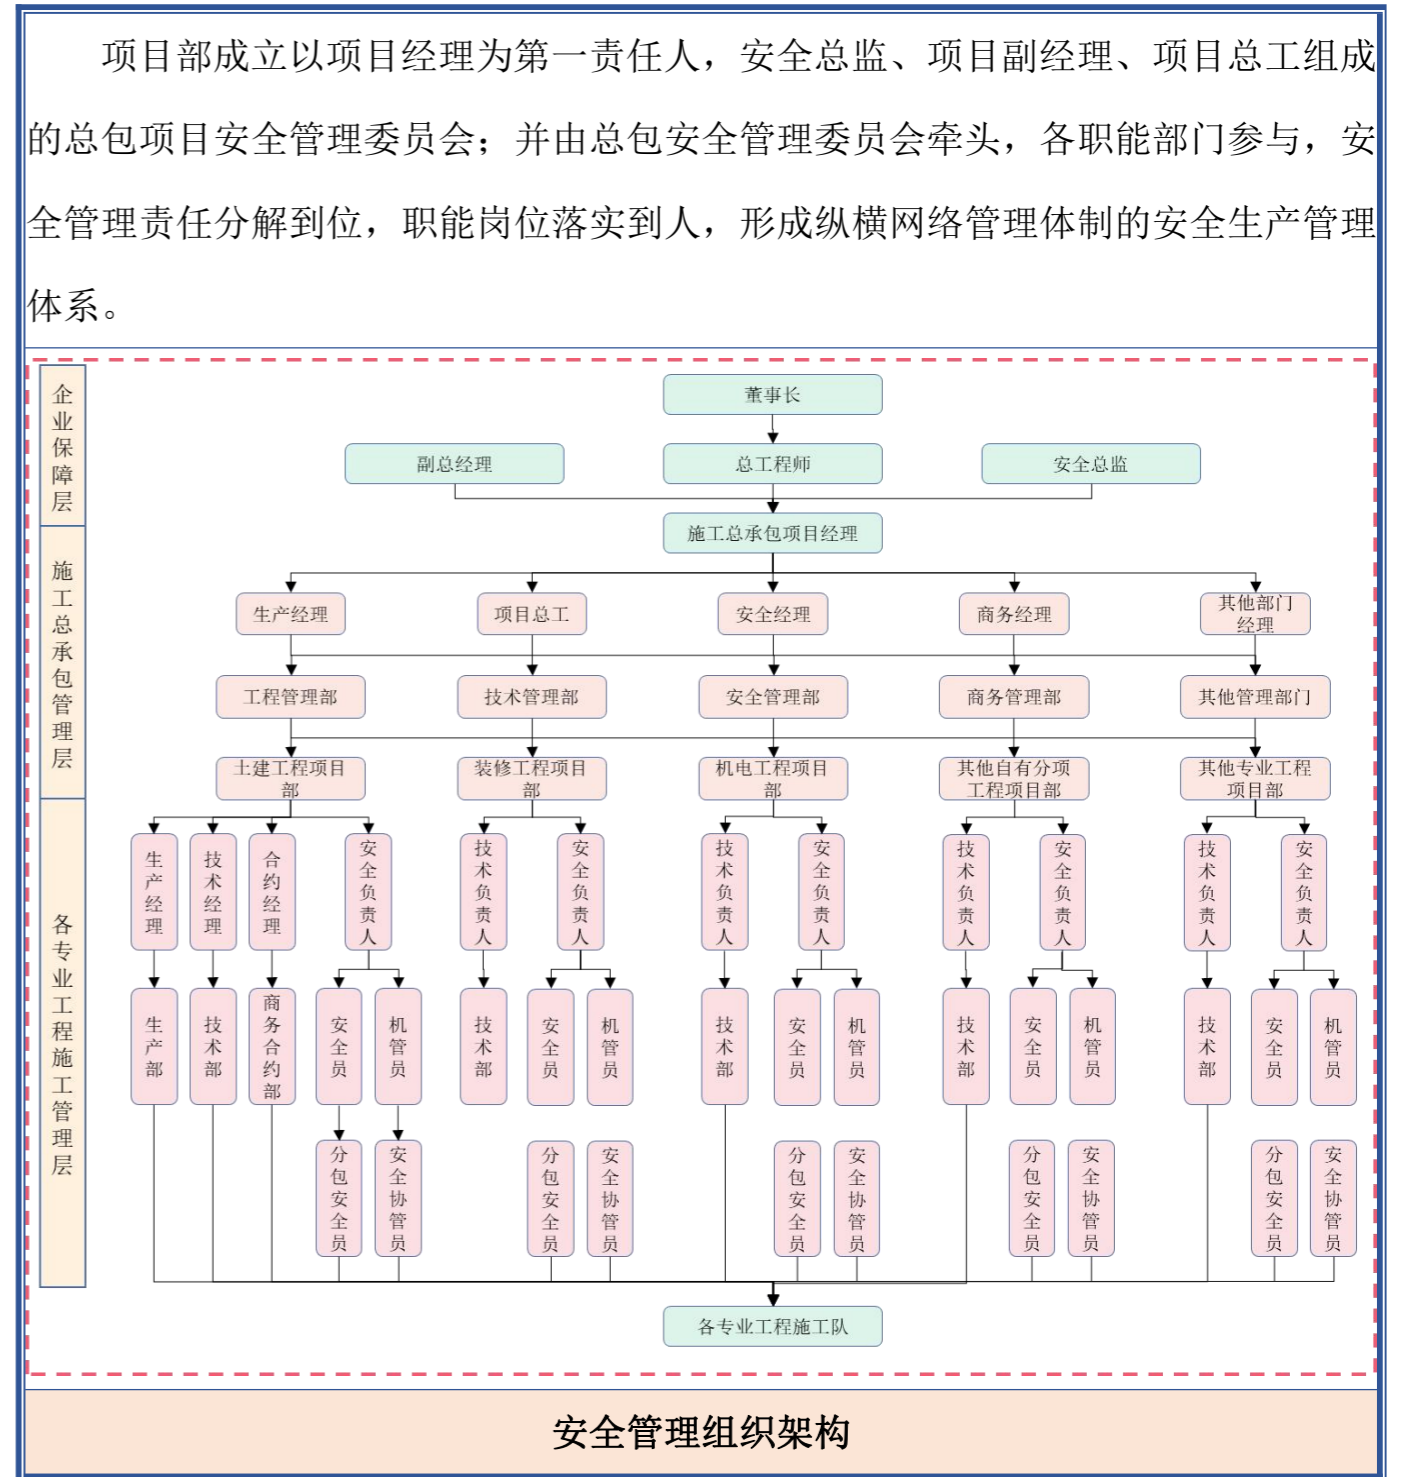 项目部成立以项目经理为第一责任人，安全总监、项目副经理、项目总工组成
的总包项目安全管理委员会；并由总包安全管理委员会牵头，各职能部门参与，安
全管理责任分解到位，职能岗位落实到人，形成纵横网络管理体制的安全生产管理
体系。
企业保障层
董事长
副总经理
总工程师
安全总监
施工总承包管理层
施工总承包项目经理
生产经理
项目总工
安全经理
商务经理
其他部门
经理
工程管理部
技术管理部
安全管理部
商务管理部
其他管理部门
土建工程项目
部
装修工程项目
部
机电工程项目
部
其他自有分项
工程项目部
其他专业工程
项目部
各专业工程施工管理层
生产经理
技术经理
合约经理
安全负责人
技术负责人
安全负责人
技术负责人
安全负责人
技术负责人
安全负责人
技术负责人
安全负责人
生产部
技术部
商务合约部
安全员
机管员
技术部
安全员
机管员
技术部
安全员
机管员
技术部
安全员
机管员
技术部
安全员
机管员
分包安全员
安全协管员
分包安全员
安全协管员
分包安全员
安全协管员
分包安全员
安全协管员
分包安全员
安全协管员
各专业工程施工队
安全管理组织架构